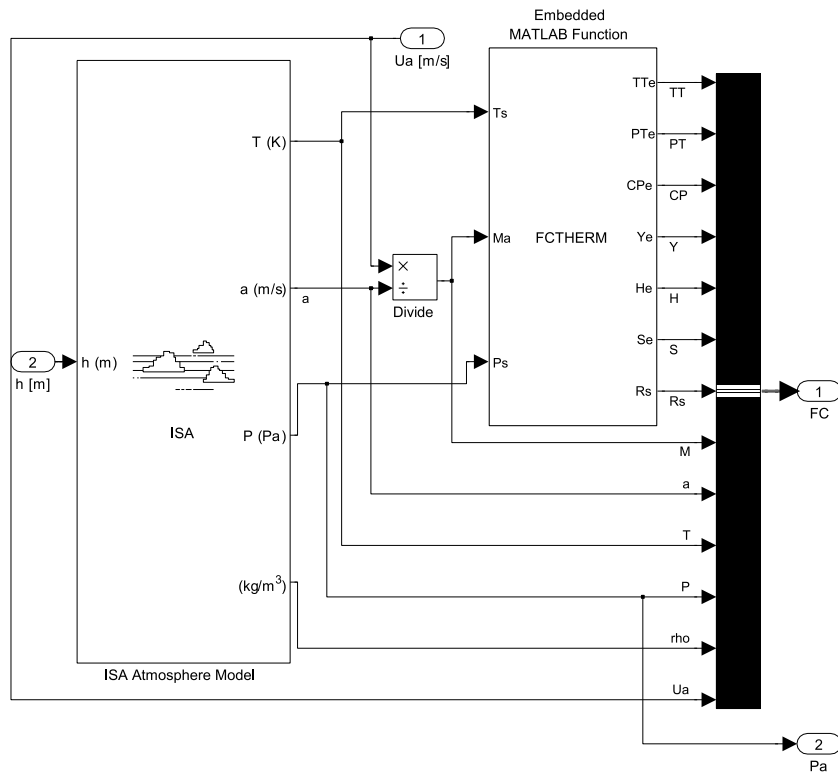 Embedded
MATLAB Function
1
Ua [m/s]
TTe
TT
Ts
PTe
PT
T (K)
CPe
CP
Ma
FCTHERM
Ye
Y
×
÷
Divide
a (m/s)
a
He
H
Se
S
2
h [m]
h (m)
Ps
Rs
Rs
1
FC
ISA
P (Pa)
M
a
T
P
(kg/m³)
rho
ISA Atmosphere Model
Ua
2
Pa